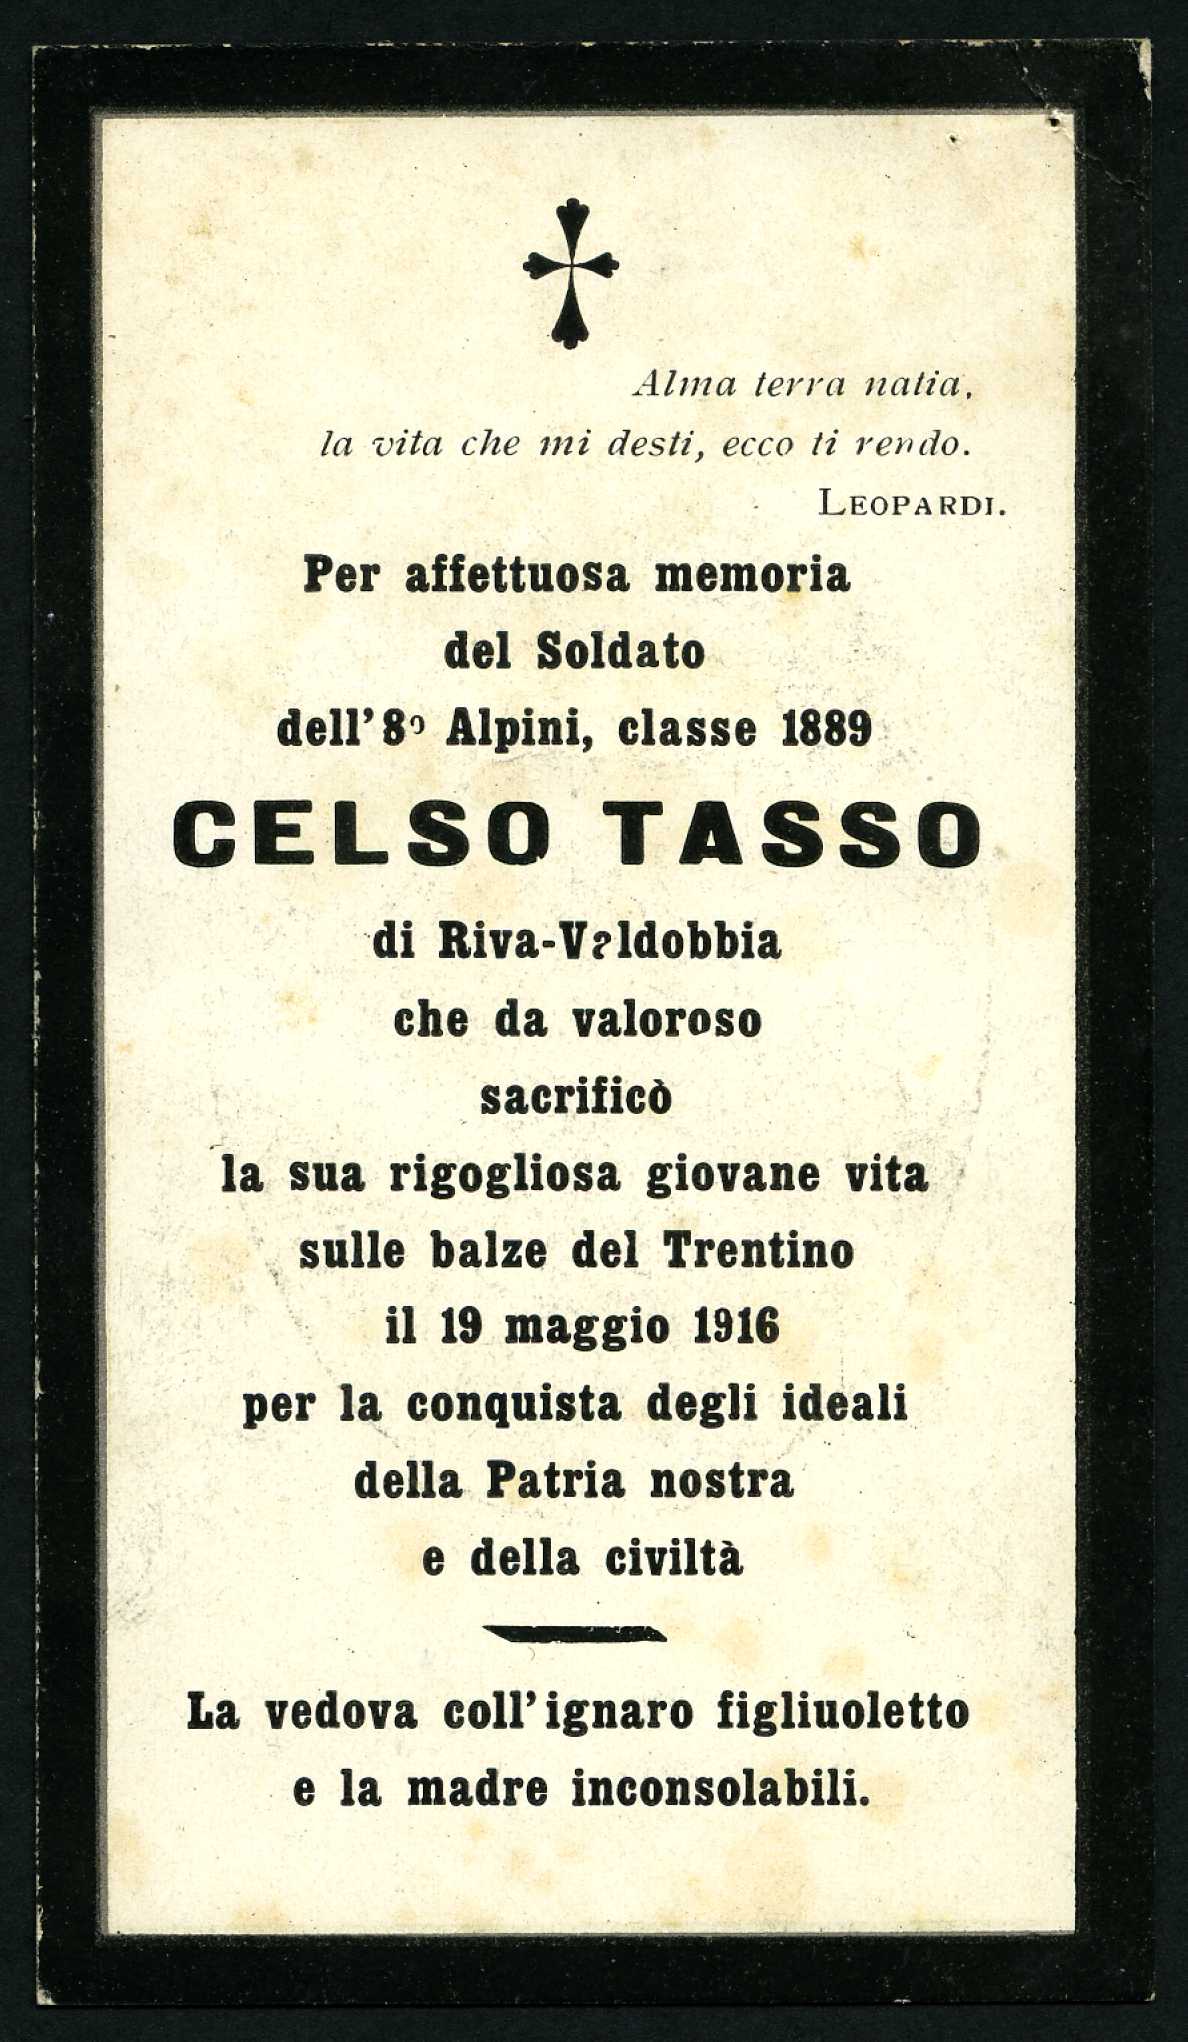 Alma terra natia,
la vita che mi desti, ecco ti rendo.
LEOPARDI.
Per affettuosa memoria
del Soldato
dell'8º Alpini, classe 1889
CELSO TASSO
di Riva-Valdobbia
che da valoroso
sacrificò
la sua rigogliosa giovane vita
sulle balze del Trentino
il 19 maggio 1916
per la conquista degli ideali
della Patria nostra
e della civiltà
La vedova coll'ignaro figliuoletto
e la madre inconsolabili.